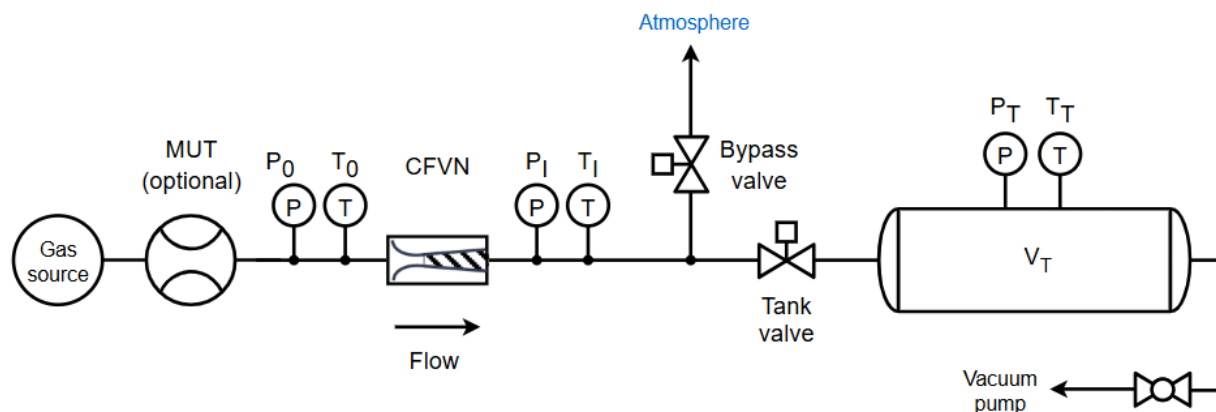 Atmosphere
MUT
(optional)
P0
T0
CFVN
PI
TI
Bypass
valve
PT
TT
P
T
P
T
P
T
Gas
source
VT
Tank
valve
Flow
Vacuum
pump